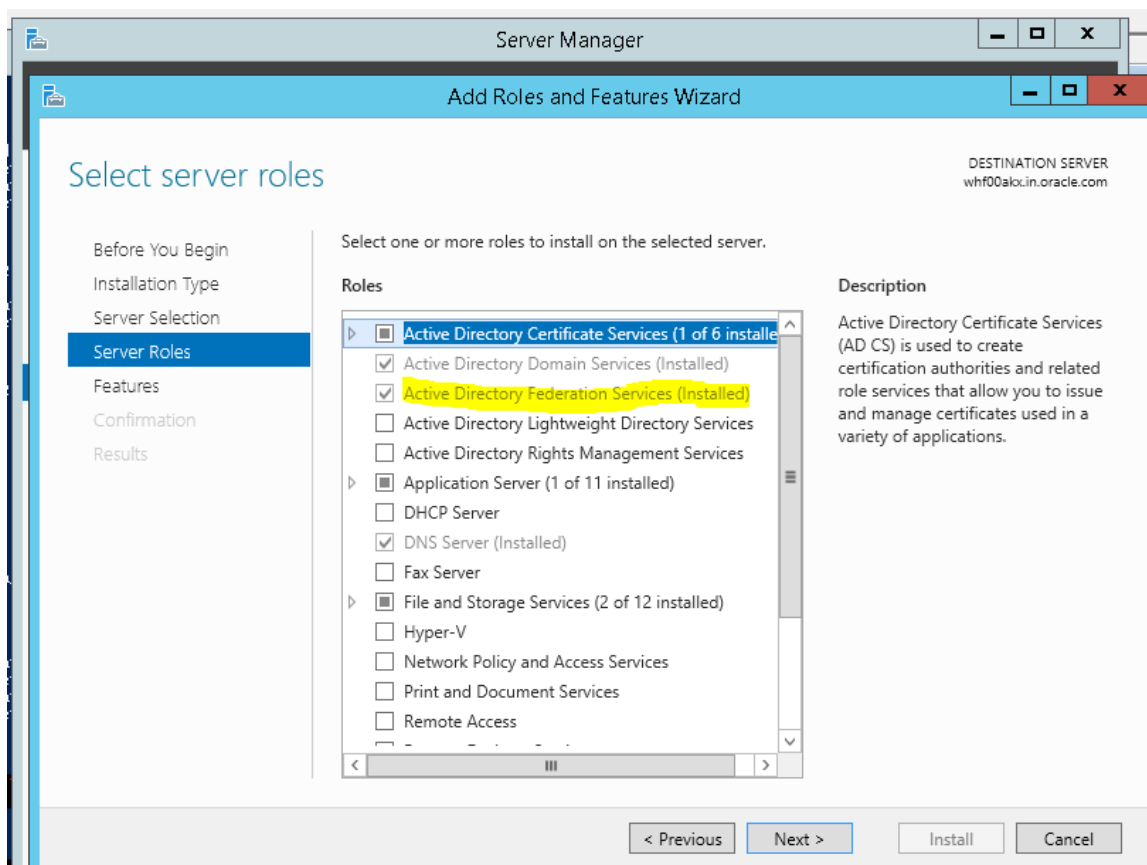 Server Manager
Add Roles and Features Wizard
Select server roles
DESTINATION SERVER
whf00akx.in.oracle.com
Before You Begin
Installation Type
Server Selection
Server Roles
Features
Confirmation
Results
Select one or more roles to install on the selected server.
Roles
Active Directory Certificate Services (1 of 6 installe
Active Directory Domain Services (Installed)
Active Directory Federation Services (Installed)
Active Directory Lightweight Directory Services
Active Directory Rights Management Services
Application Server (1 of 11 installed)
DHCP Server
DNS Server (Installed)
Fax Server
File and Storage Services (2 of 12 installed)
Hyper-V
Network Policy and Access Services
Print and Document Services
Remote Access
Description
Active Directory Certificate Services
(AD CS) is used to create
certification authorities and related
role services that allow you to issue
and manage certificates used in a
variety of applications.
< Previous
Next >
Install
Cancel